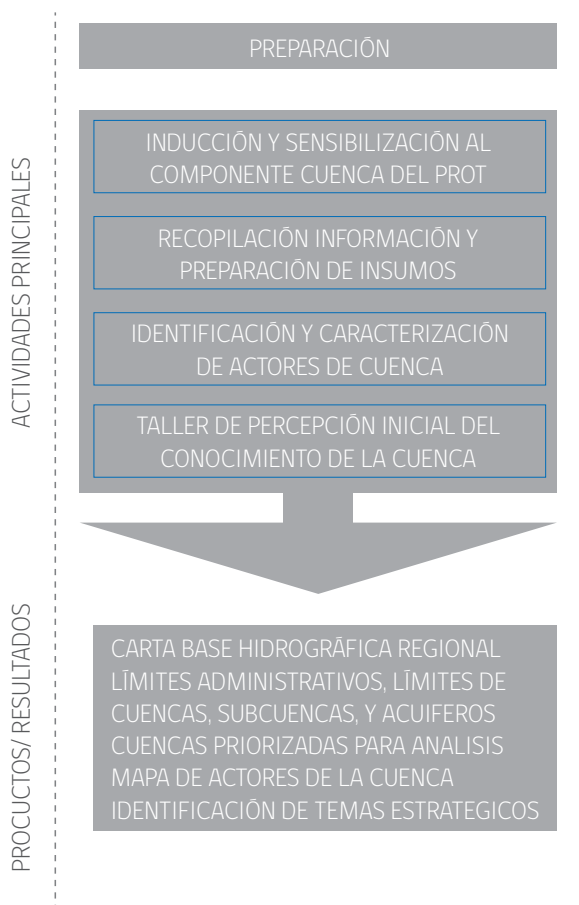 PREPARACIÓN
ACTIVIDADES PRINCIPALES
INDUCCIÓN Y SENSIBILIZACIÓN AL
COMPONENTE CUENCA DEL PROT
RECOPILACIÓN INFORMACIÓN Y
PREPARACIÓN DE INSUMOS
IDENTIFICACIÓN Y CARACTERIZACIÓN
DE ACTORES DE CUENCA
TALLER DE PERCEPCIÓN INICIAL DEL
CONOCIMIENTO DE LA CUENCA
PROCUCTOS/ RESULTADOS
CARTA BASE HIDROGRÁFICA REGIONAL
LÍMITES ADMINISTRATIVOS, LÍMITES DE
CUENCAS, SUBCUENCAS, Y ACUIFEROS
CUENCAS PRIORIZADAS PARA ANALISIS
MAPA DE ACTORES DE LA CUENCA
IDENTIFICACIÓN DE TEMAS ESTRATEGICOS